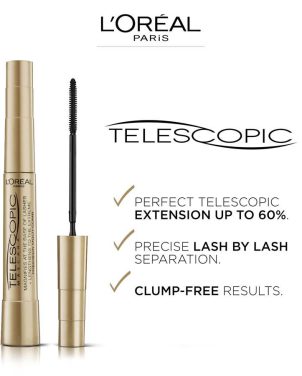 L'ORÉAL
PARIS
TELESCOPIC
PERFECT TELESCOPIC
EXTENSION UP TO 60%.
PRECISE LASH BY LASH
SEPARATION.
CLUMP-FREE RESULTS.
L'ORÉAL
PARIS
TELESCOPIC